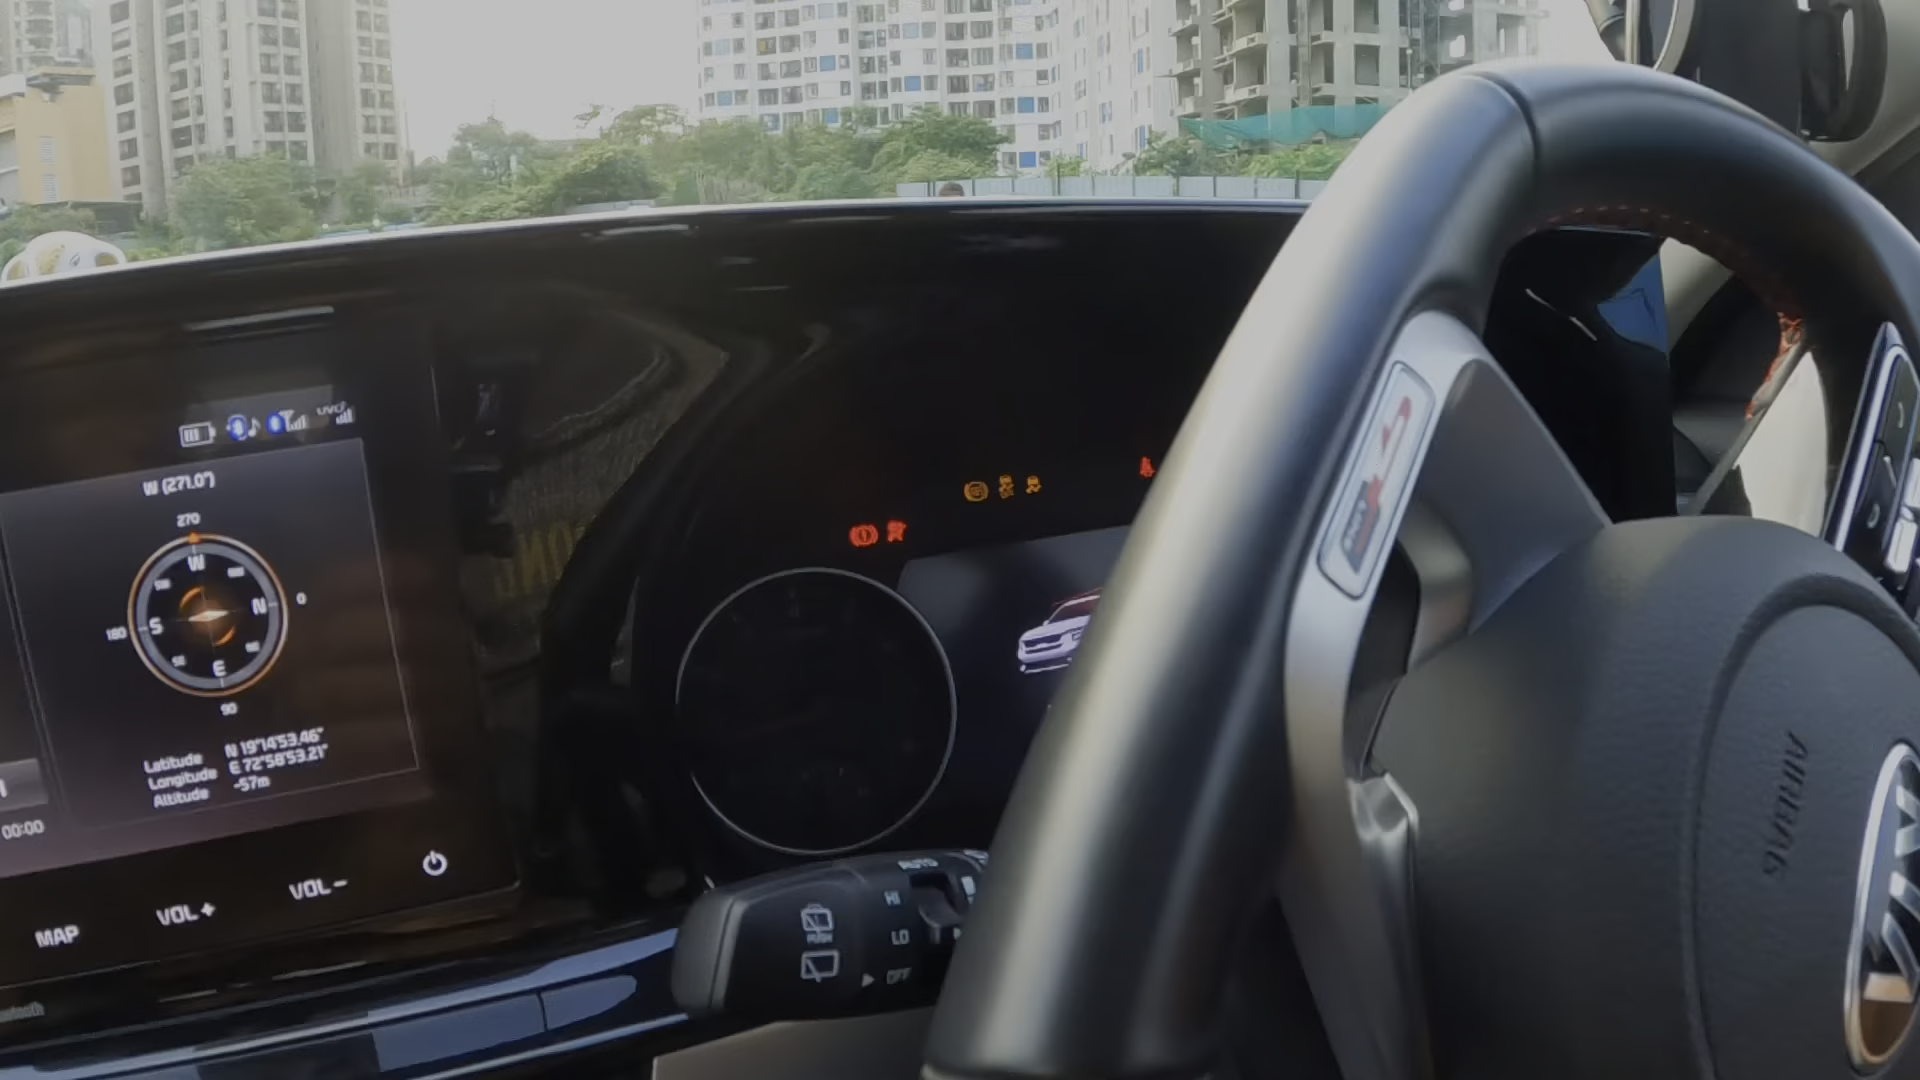 W (271.0°)
270
W
N
0
180
S
E
90
Latitude N 19°14'53.46"
Longitude E 72°58'53.21"
Altitude -57m
00:00
MAP
VOL +
VOL −
AUTO
HI
LO
OFF
PUSH
AIRBAG